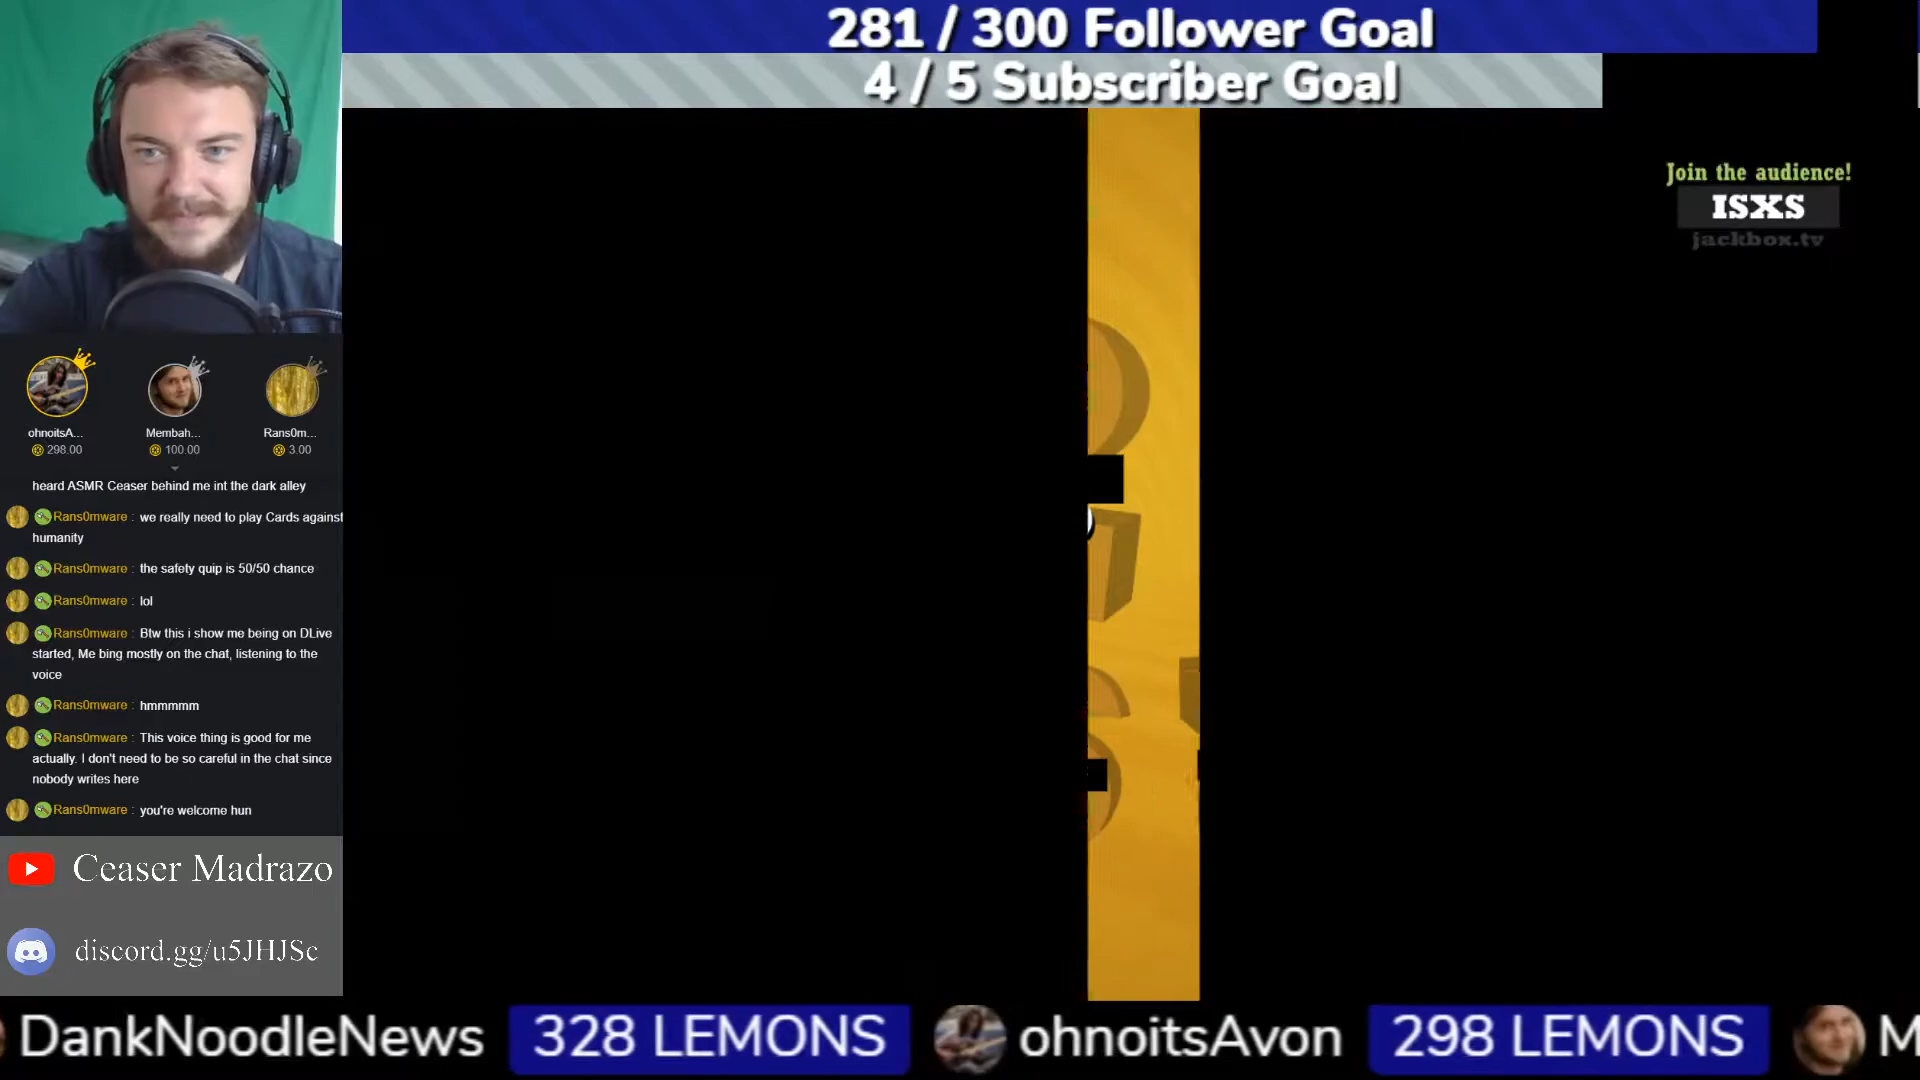 281 / 300 Follower Goal
4 / 5 Subscriber Goal
Join the audience!
ISXS
jackbox.tv
ohnoitsA...
298.00
Membah...
100.00
Rans0m...
3.00
heard ASMR Ceaser behind me int the dark alley
Rans0mware : we really need to play Cards against
humanity
Rans0mware : the safety quip is 50/50 chance
Rans0mware : lol
Rans0mware : Btw this i show me being on DLive
started, Me bing mostly on the chat, listening to the
voice
Rans0mware : hmmmmm
Rans0mware : This voice thing is good for me
actually. I don't need to be so careful in the chat since
nobody writes here
Rans0mware : you're welcome hun
Ceaser Madrazo
discord.gg/u5JHJSc
DankNoodleNews 328 LEMONS ohnoitsAvon 298 LEMONS M